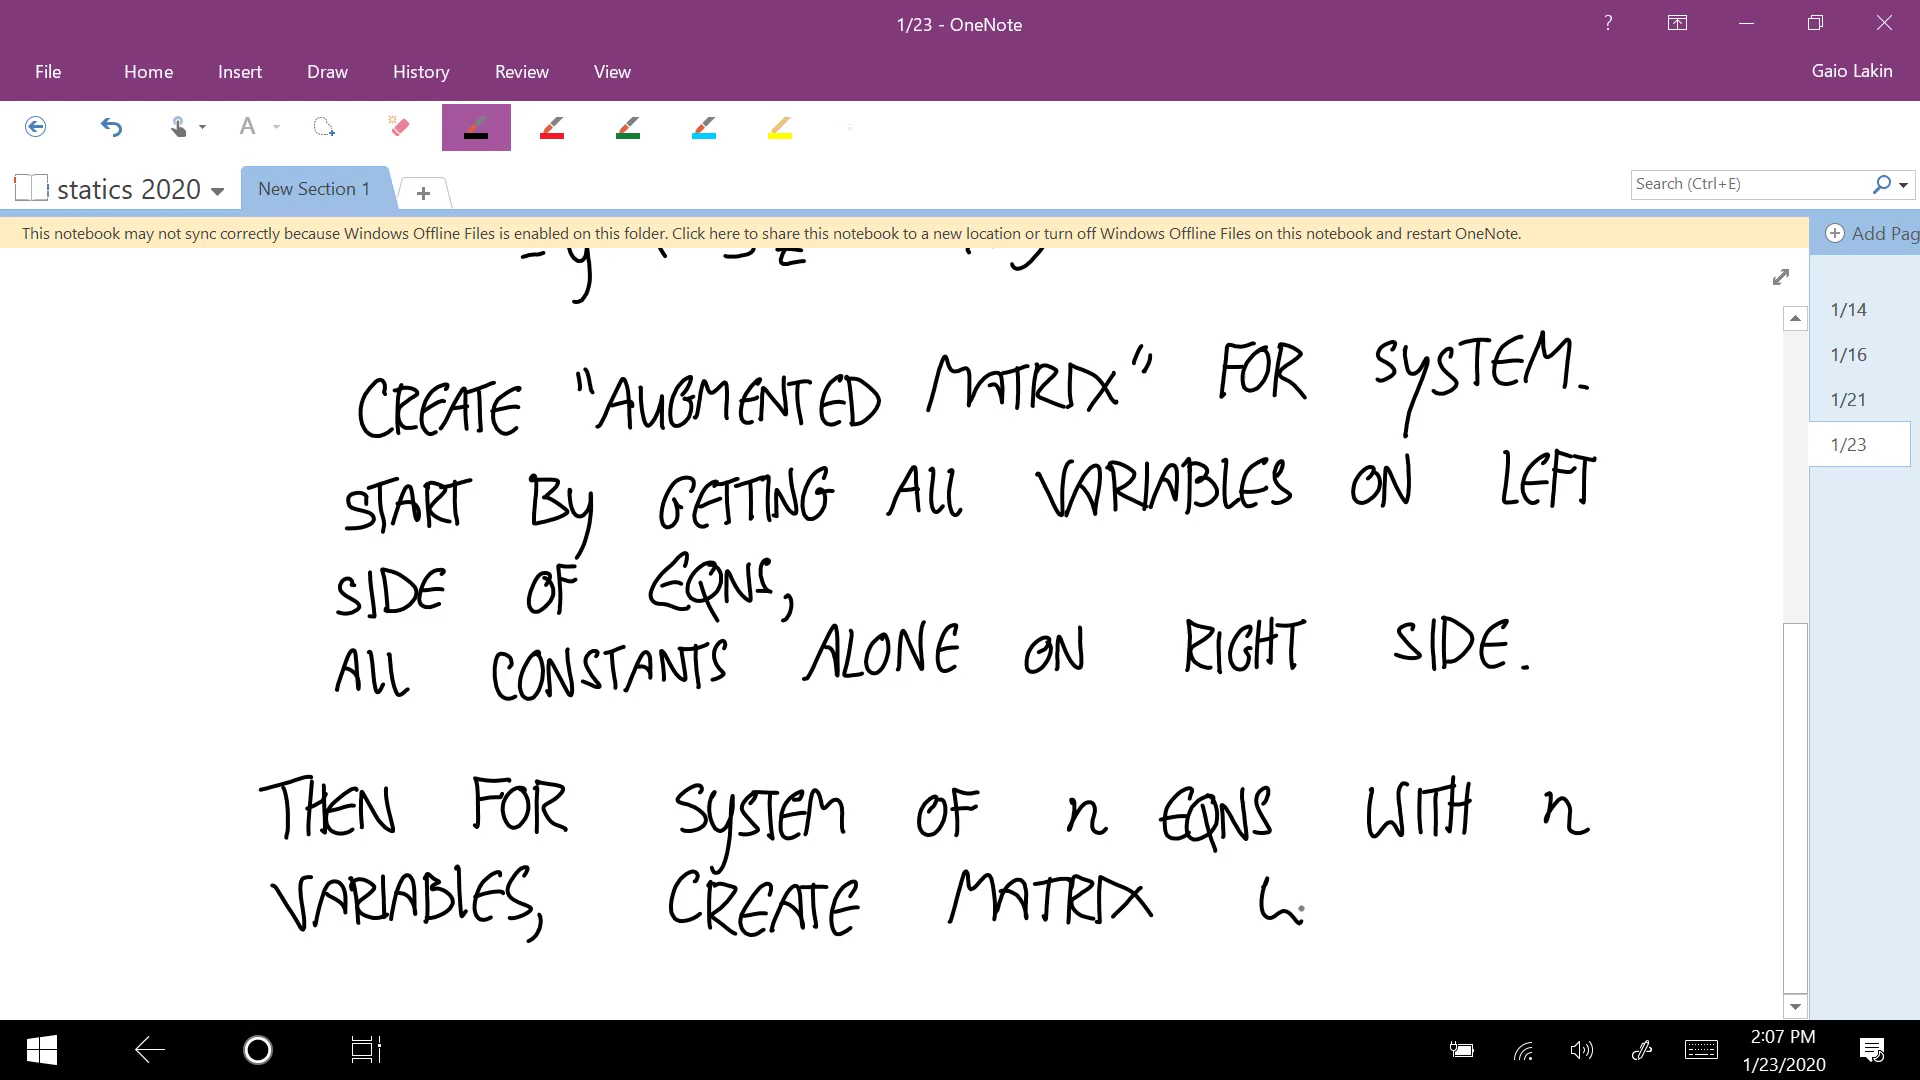 1/23 - OneNote
?
File Home Insert Draw History Review View
Gaio Lakin
A
statics 2020
New Section 1
+
Search (Ctrl+E)
This notebook may not sync correctly because Windows Offline Files is enabled on this folder. Click here to share this notebook to a new location or turn off Windows Offline Files on this notebook and restart OneNote.
Add Pag
1/14
1/16
1/21
1/23
CREATE "AUGMENTED MATRIX" FOR SYSTEM.
START BY GETTING ALL VARIABLES ON LEFT
SIDE OF EQNS,
ALL CONSTANTS ALONE ON RIGHT SIDE.
THEN FOR SYSTEM OF n EQNS WITH n
VARIABLES, CREATE MATRIX
2:07 PM
1/23/2020